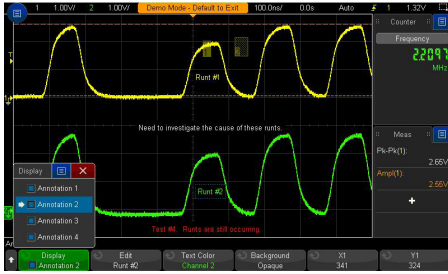 1 1.00V/ 2 1.00V/ Demo Mode - Default to Exit 100.0ns/ 0.0s Auto 1 1.32V
Counter
Frequency
2.2097
MHz
Runt #1
Need to investigate the cause of these runts.
Meas
Pk-Pk(1):
2.65V
Ampl(1):
2.55V
Display
Annotation 1
Annotation 2
Annotation 3
Annotation 4
Runt #2
Test #4. Runts are still occurring.
Display Edit Text Color Background X1 Y1
Annotation 2 Runt #2 Channel 2 Opaque 341 324